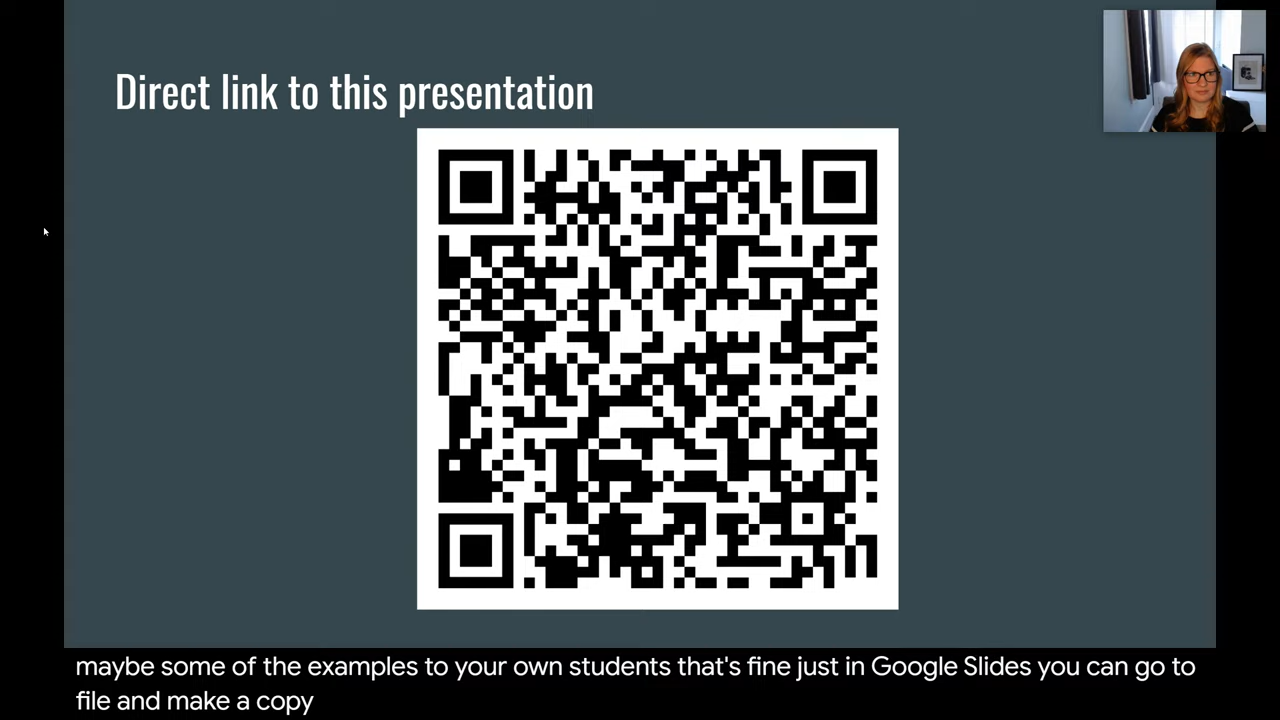 Direct link to this presentation
maybe some of the examples to your own students that's fine just in Google Slides you can go to
file and make a copy